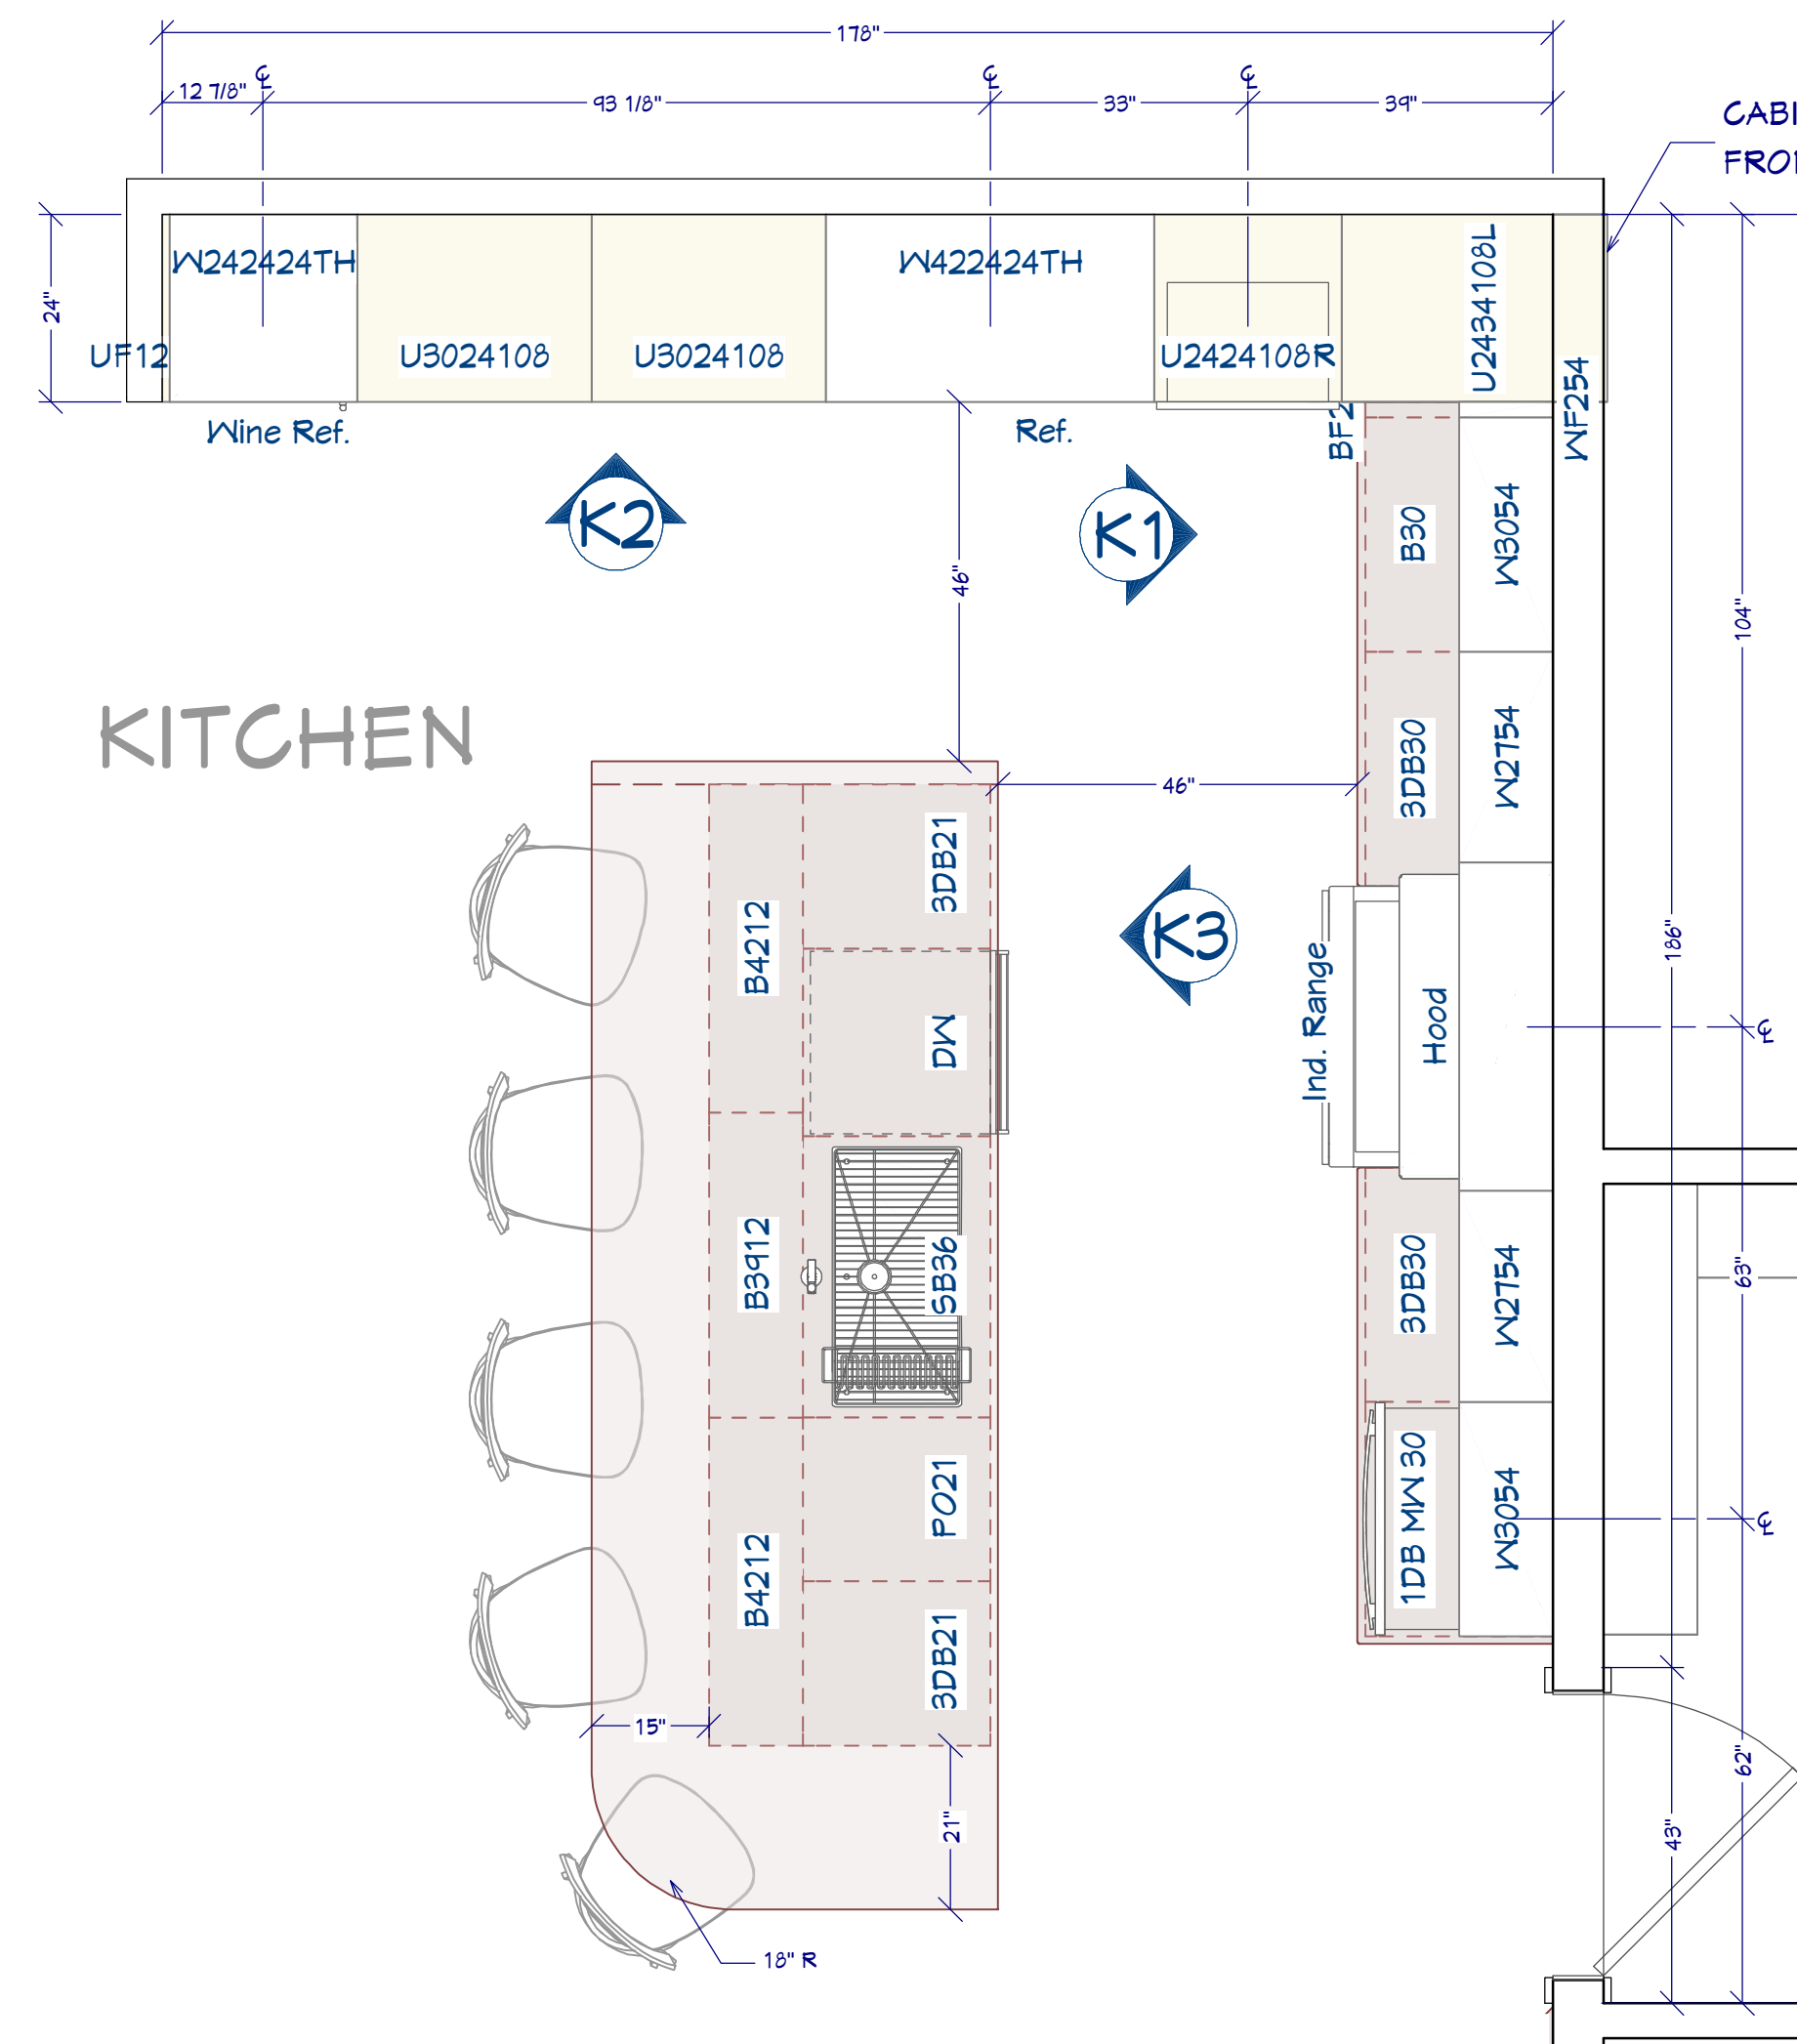 178"
12 7/8"
93 1/8"
33"
39"
CABI
FRO
24"
W242424TH
W422424TH
U2434108L
UF12
U3024108
U3024108
U2424108R
WF254
Wine Ref.
Ref.
BF2
K2
K1
46"
B30
W3054
104"
KITCHEN
46"
3DB30
W2754
3DB21
B4212
K3
186"
DW
Ind. Range
Hood
B3912
SB36
3DB30
W2754
63"
PO21
1DB MW 30
W3054
B4212
3DB21
15"
62"
21"
43"
18" R